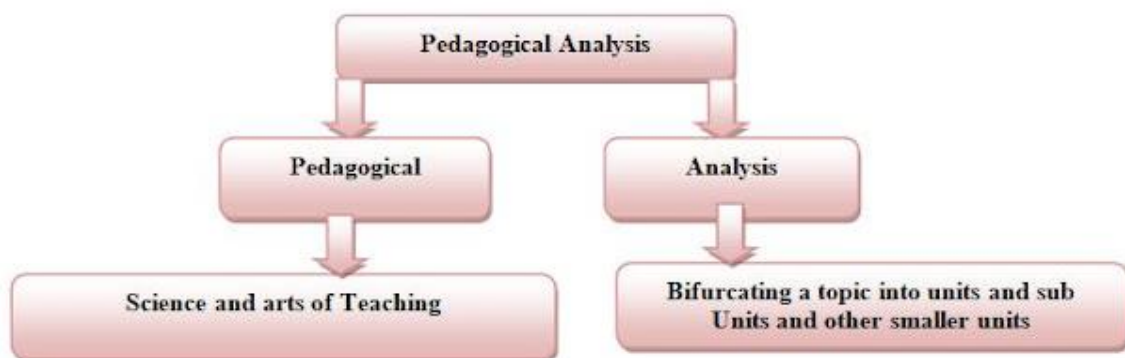 Pedagogical Analysis
Pedagogical
Analysis
Science and arts of Teaching
Bifurcating a topic into units and sub
Units and other smaller units